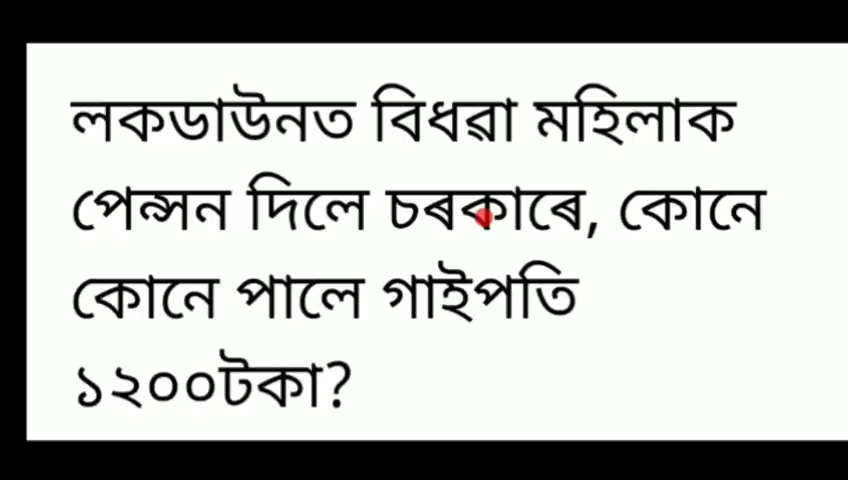 লকডাউনত বিধৱা মহিলাক
পেন্সন দিলে চৰকাৰে, কোনে
কোনে পালে গাইপতি
১২০০টকা?